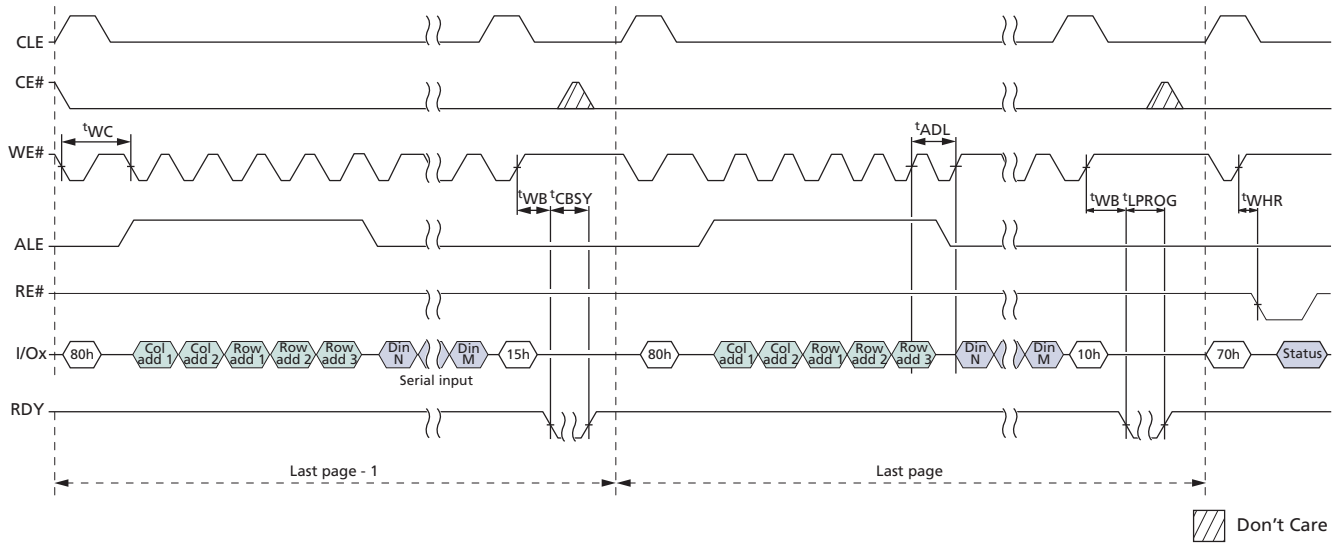 CLE
CE#
tWC
tADL
WE#
tWB tCBSY
tWB tLPROG
tWHR
ALE
RE#
I/Ox
80h
Col add 1
Col add 2
Row add 1
Row add 2
Row add 3
Din N
Din M
15h
80h
Col add 1
Col add 2
Row add 1
Row add 2
Row add 3
Din N
Din M
10h
70h
Status
Serial input
RDY
Last page - 1
Last page
Don't Care